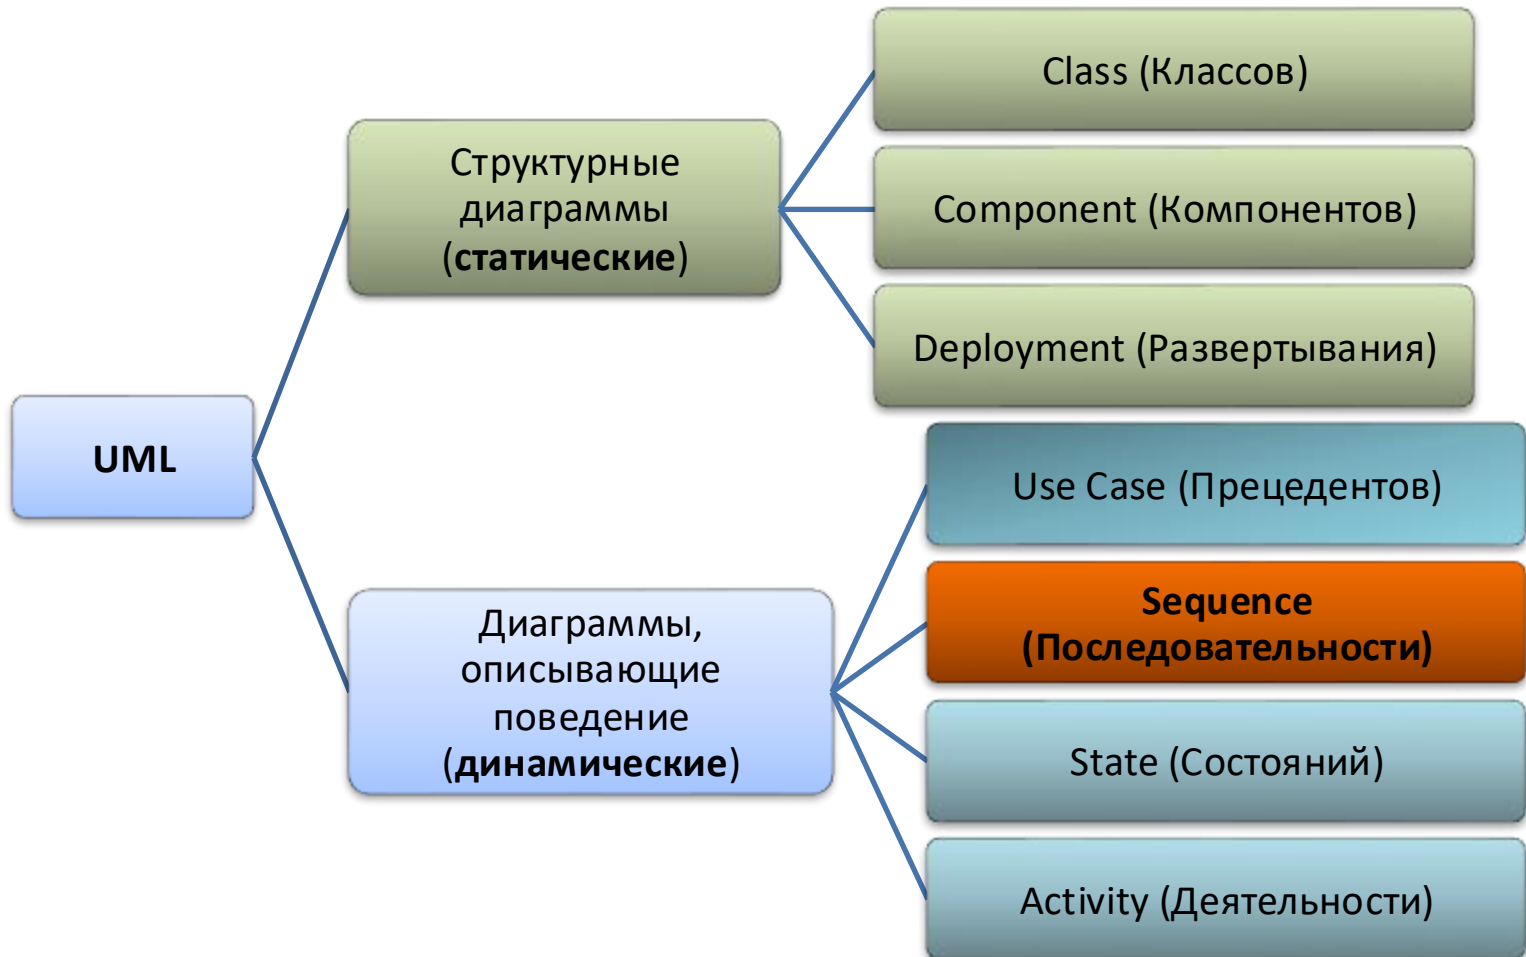 UML
Структурные
диаграммы
(статические)
Class (Классов)
Component (Компонентов)
Deployment (Развертывания)
Диаграммы,
описывающие
поведение
(динамические)
Use Case (Прецедентов)
Sequence
(Последовательности)
State (Состояний)
Activity (Деятельности)